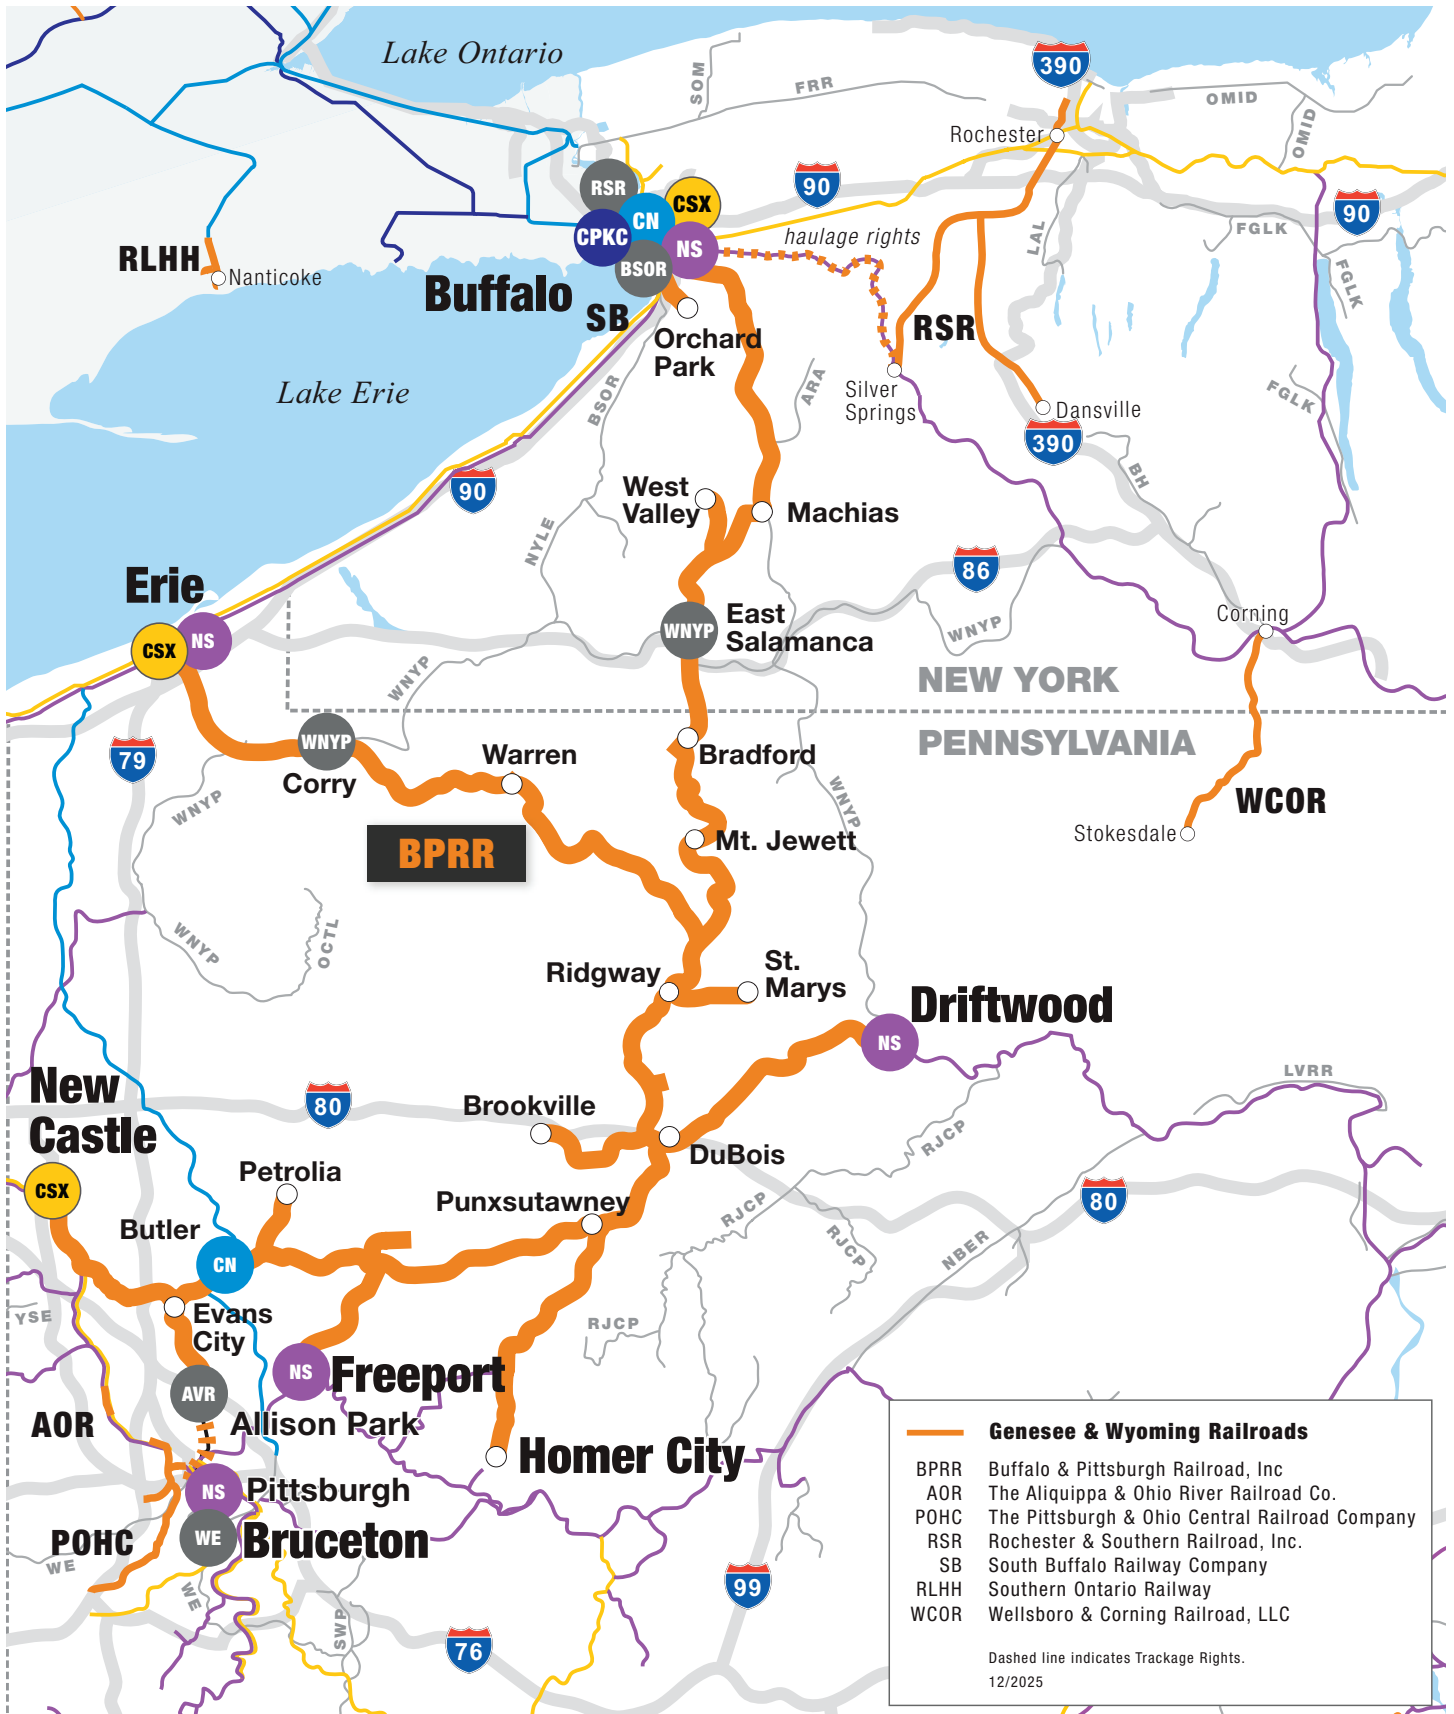 Lake Ontario
390
SOM
FRR
OMID
Rochester
OMID
RSR
90
CSX
CN
90
CPKC
NS
haulage rights
LAL
FGLK
RLHH
BSOR
Nanticoke
FGLK
Buffalo
SB
RSR
Orchard
Park
Lake Erie
BSOR
ARA
Silver
Springs
FGLK
Dansville
390
BH
90
West
Valley
Machias
NYLE
86
Erie
East
Salamanca
WNYP
Corning
NS
CSX
WNYP
WNYP
NEW YORK
PENNSYLVANIA
WNYP
Corry
79
Warren
Bradford
WNYP
WNYP
WCOR
BPRR
Mt. Jewett
Stokesdale
WNYP
OCTL
Ridgway
St.
Marys
Driftwood
NS
New
Castle
80
Brookville
LVRR
RJCP
DuBois
Petrolia
CSX
Punxsutawney
80
Butler
RJCP
RJCP
NBER
CN
Evans
City
YSE
RJCP
NS
Freeport
AVR
AOR
Allison Park
Homer City
NS
Pittsburgh
POHC
WE
Bruceton
WE
WE
99
SWP
76
Genesee & Wyoming Railroads
BPRR Buffalo & Pittsburgh Railroad, Inc
AOR The Aliquippa & Ohio River Railroad Co.
POHC The Pittsburgh & Ohio Central Railroad Company
RSR Rochester & Southern Railroad, Inc.
SB South Buffalo Railway Company
RLHH Southern Ontario Railway
WCOR Wellsboro & Corning Railroad, LLC
Dashed line indicates Trackage Rights.
12/2025